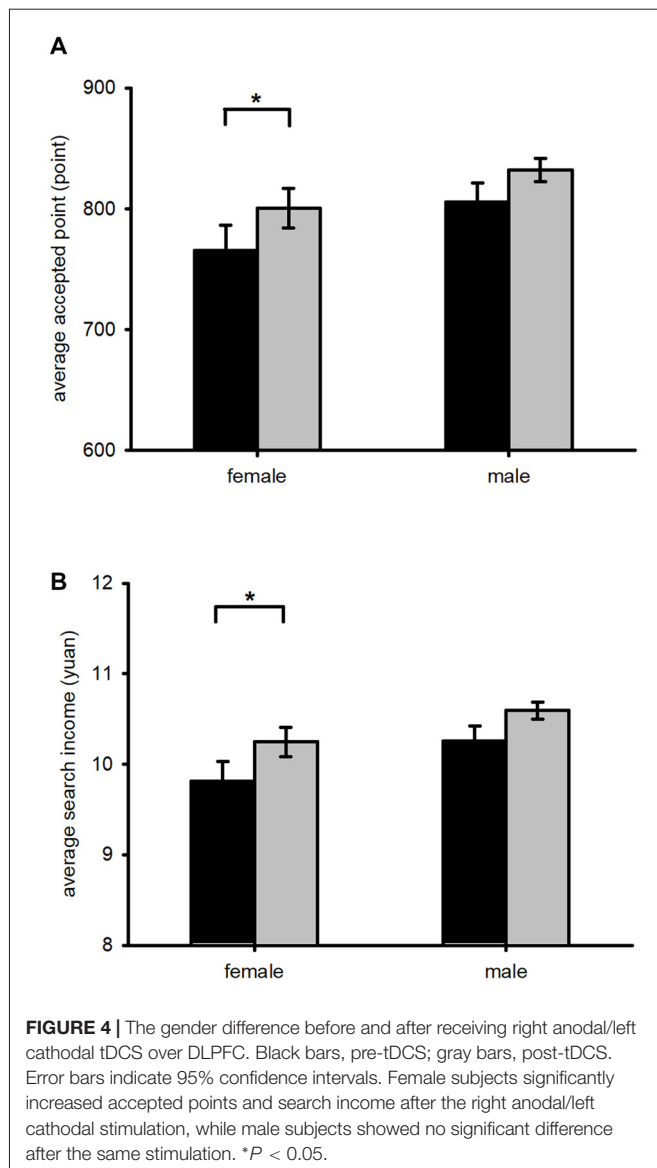 A
900
*
800
700
600
average accepted point (point)
female male
B
12
*
11
10
9
8
average search income (yuan)
female male
FIGURE 4 | The gender difference before and after receiving right anodal/left
cathodal tDCS over DLPFC. Black bars, pre-tDCS; gray bars, post-tDCS.
Error bars indicate 95% confidence intervals. Female subjects significantly
increased accepted points and search income after the right anodal/left
cathodal stimulation, while male subjects showed no significant difference
after the same stimulation. *P < 0.05.